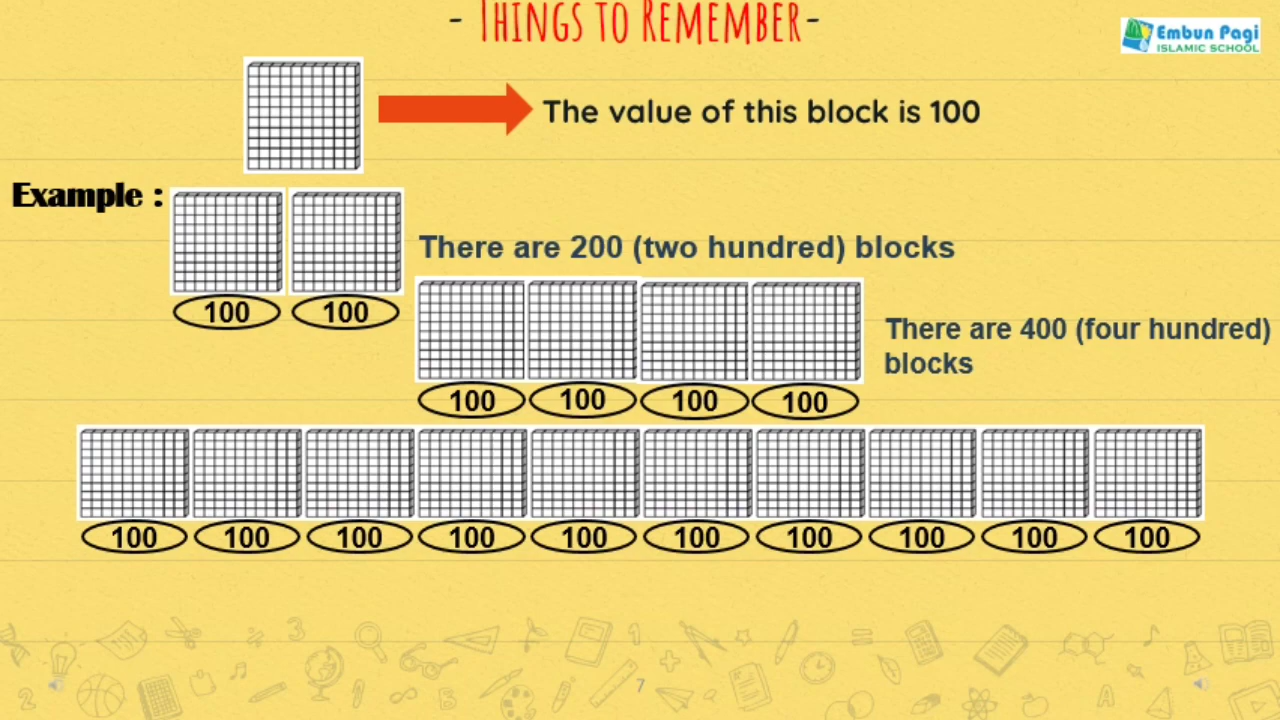 - THINGS TO REMEMBER-
Embun Pagi
ISLAMIC SCHOOL
The value of this block is 100
Example :
There are 200 (two hundred) blocks
100 100
There are 400 (four hundred)
blocks
100 100 100 100
100 100 100 100 100 100 100 100 100 100
7